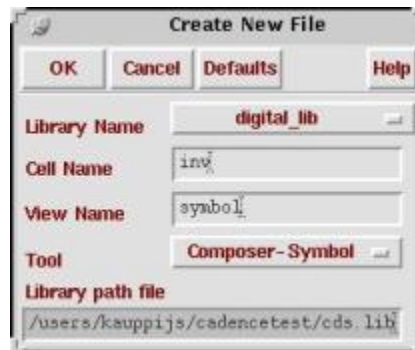 Create New File
OK Cancel Defaults Help
Library Name digital_lib
Cell Name inv
View Name symbol
Tool Composer-Symbol
Library path file
/users/kauppijs/cadencetest/cds.lib